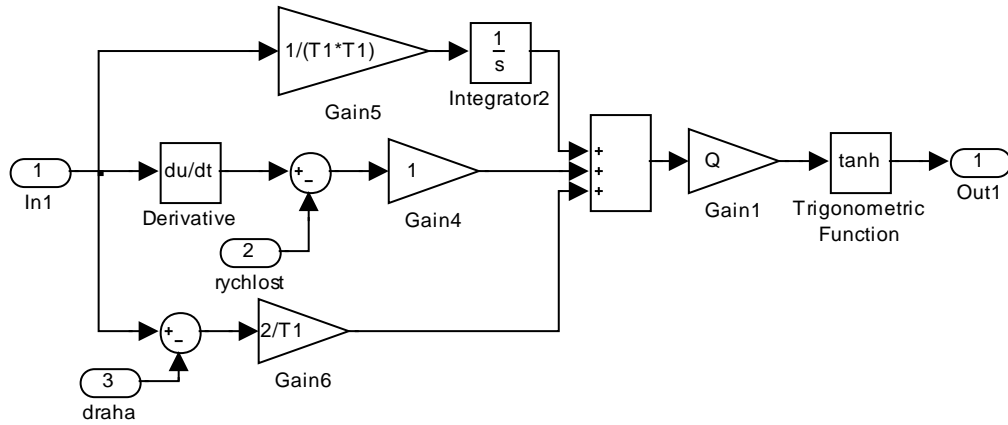 1/(T1*T1)
Gain5
1
s
Integrator2
1
In1
du/dt
Derivative
+
−
1
Gain4
2
rychlost
+
+
+
Q
Gain1
tanh
Trigonometric
Function
1
Out1
+
−
3
draha
2/T1
Gain6